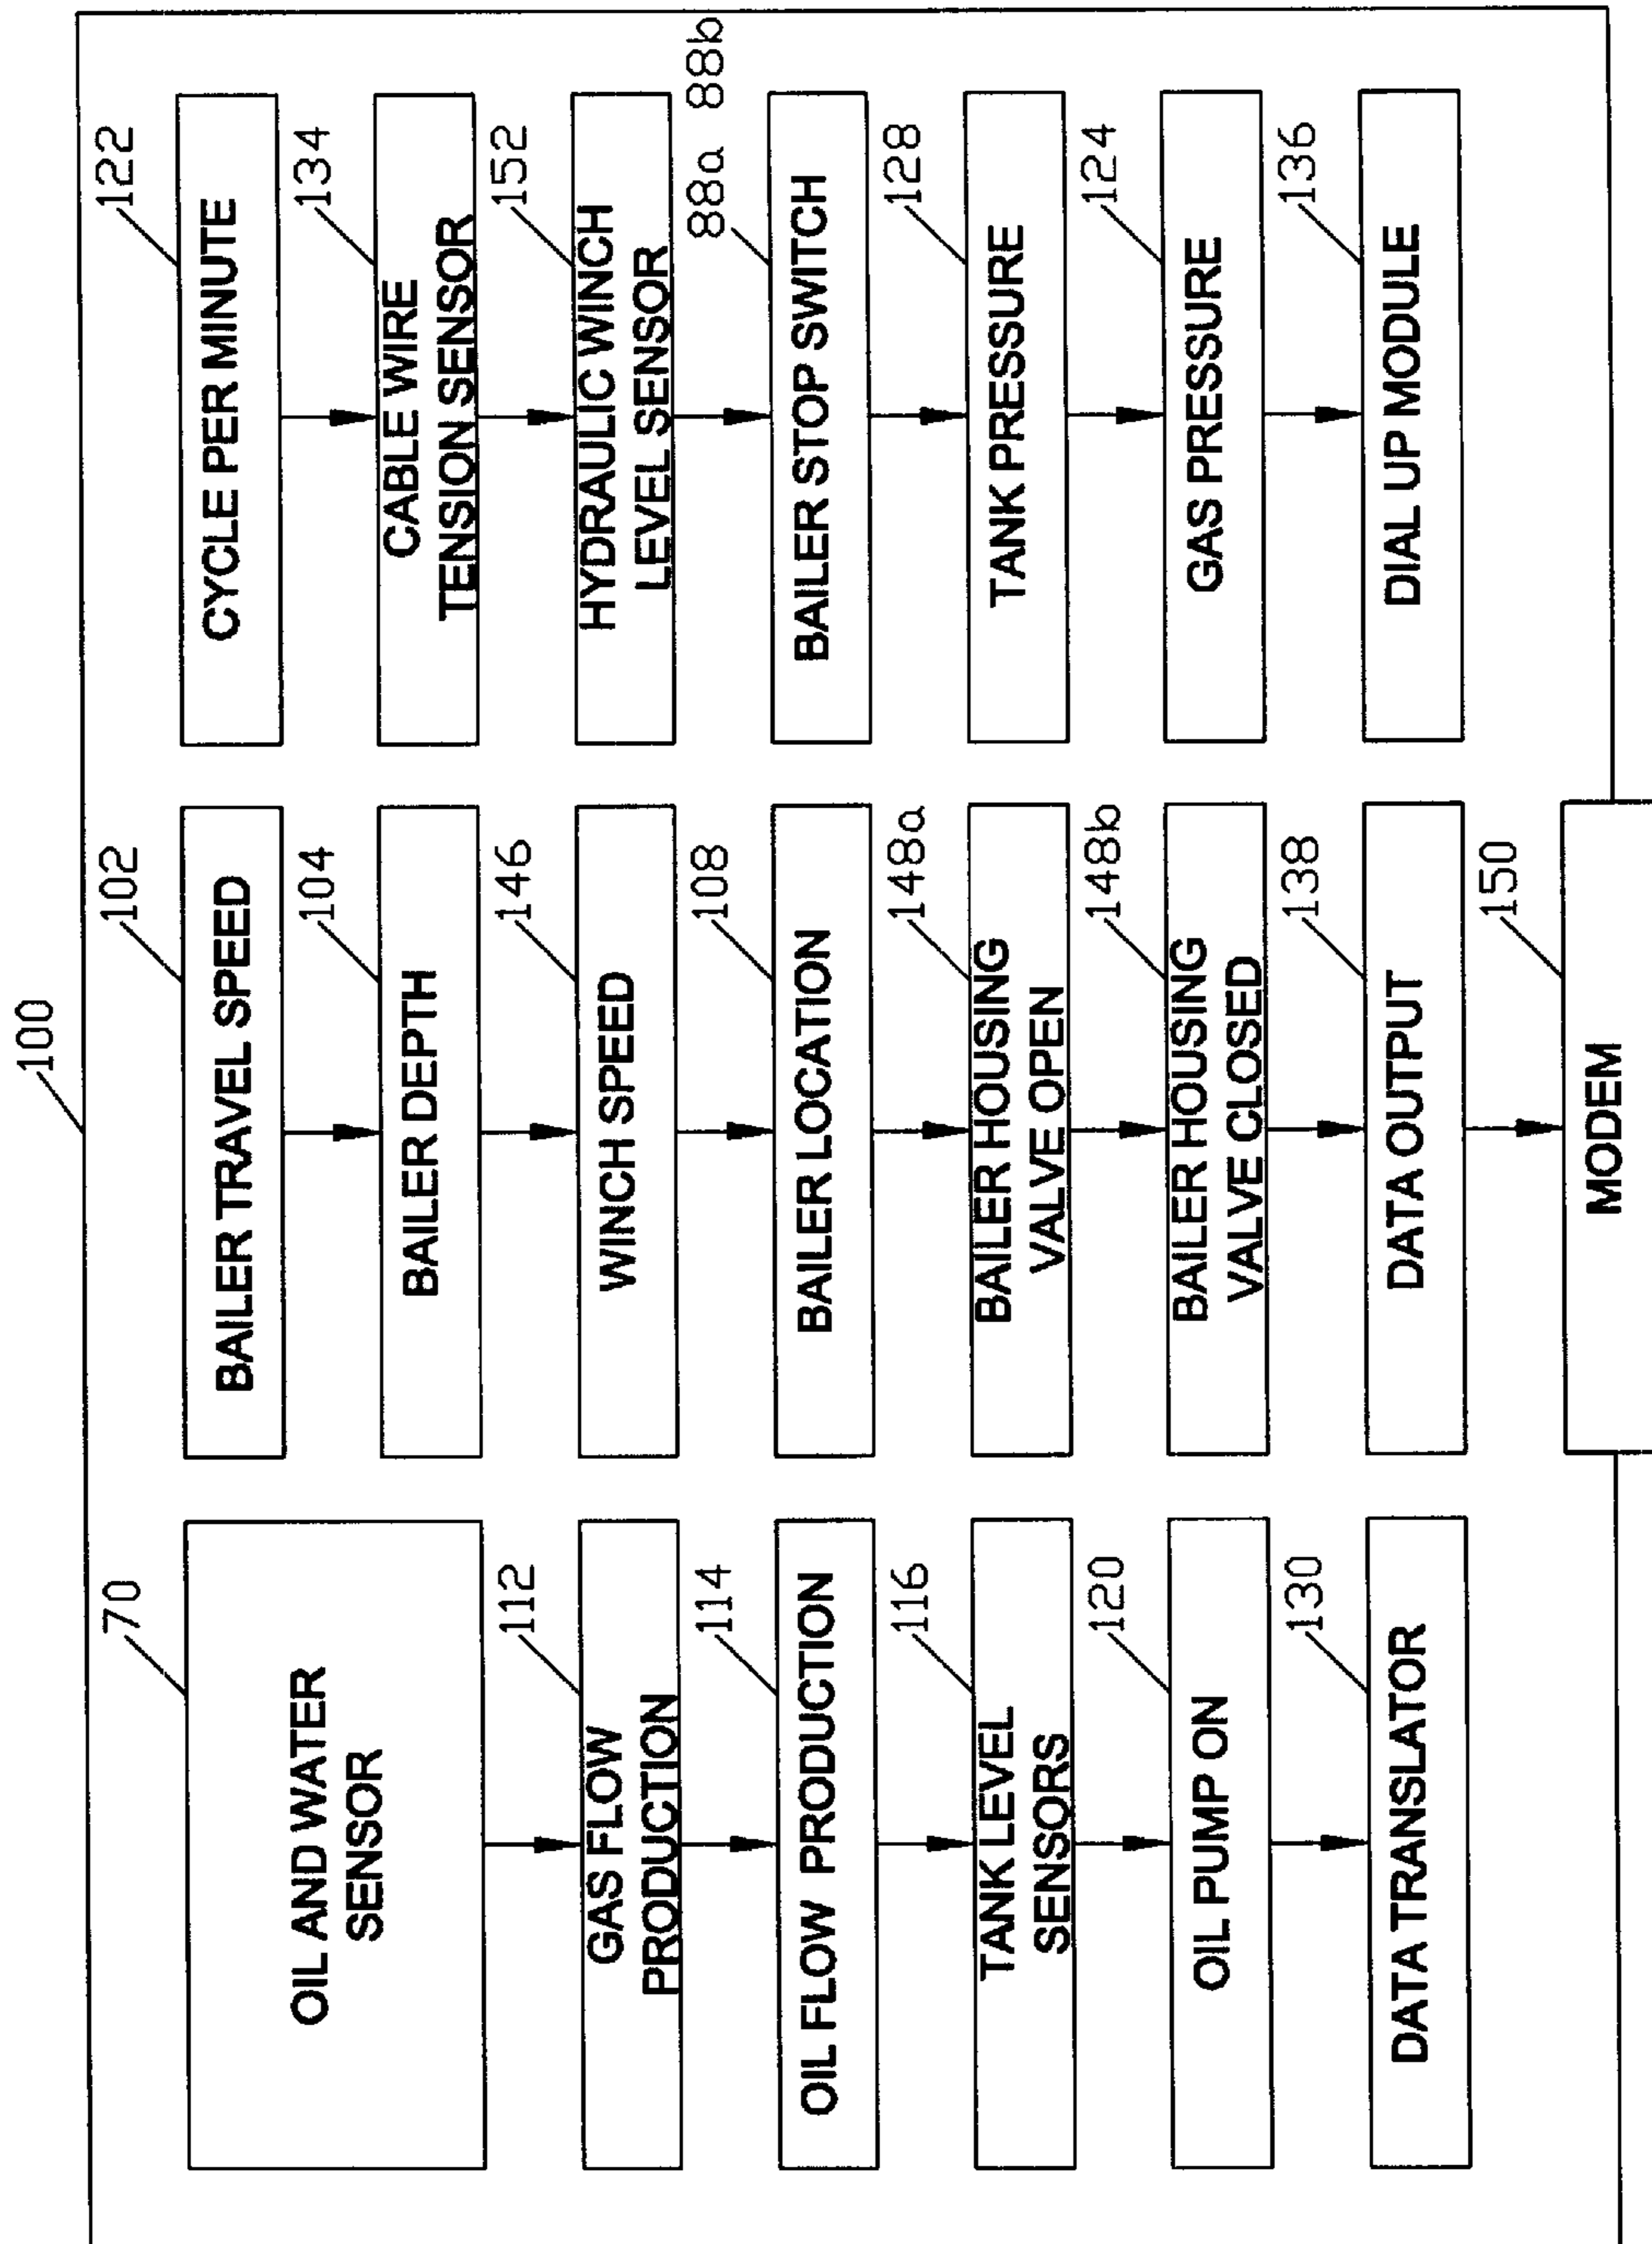 100
70
OIL AND WATER
SENSOR
112
GAS FLOW
PRODUCTION
114
OIL FLOW PRODUCTION
116
TANK LEVEL
SENSORS
120
OIL PUMP ON
130
DATA TRANSLATOR
102
BAILER TRAVEL SPEED
104
BAILER DEPTH
146
WINCH SPEED
108
BAILER LOCATION
148a
BAILER HOUSING
VALVE OPEN
148b
BAILER HOUSING
VALVE CLOSED
138
DATA OUTPUT
150
MODEM
122
CYCLE PER MINUTE
134
CABLE WIRE
TENSION SENSOR
152
HYDRAULIC WINCH
LEVEL SENSOR
88a 88b
BAILER STOP SWITCH
128
TANK PRESSURE
124
GAS PRESSURE
136
DIAL UP MODULE